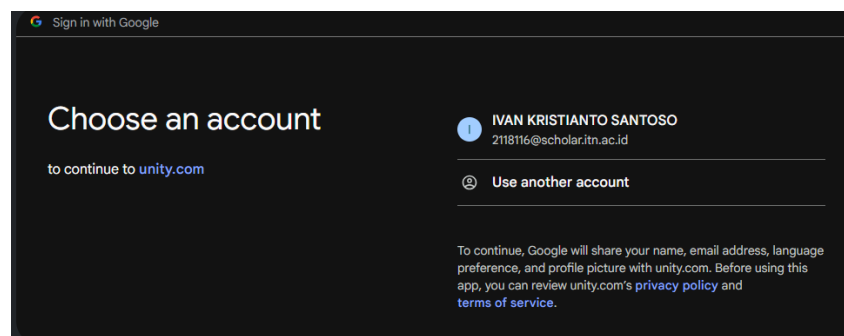 Sign in with Google
Choose an account
to continue to unity.com
I
IVAN KRISTIANTO SANTOSO
2118116@scholar.itn.ac.id
Use another account
To continue, Google will share your name, email address, language
preference, and profile picture with unity.com. Before using this
app, you can review unity.com's privacy policy and
terms of service.